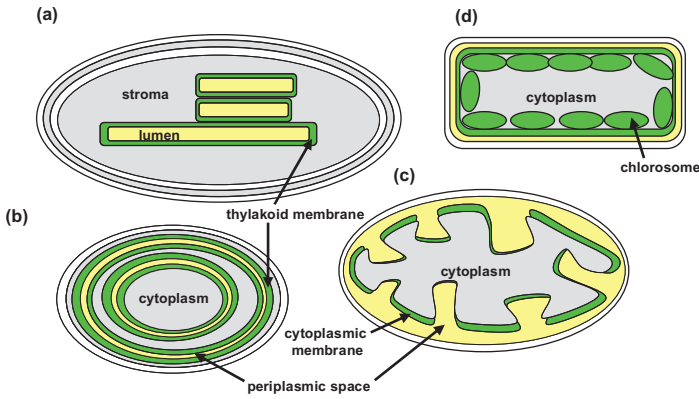 (a)
(d)
stroma
cytoplasm
lumen
chlorosome
(c)
thylakoid membrane
(b)
cytoplasm
cytoplasm
cytoplasmic
membrane
periplasmic space